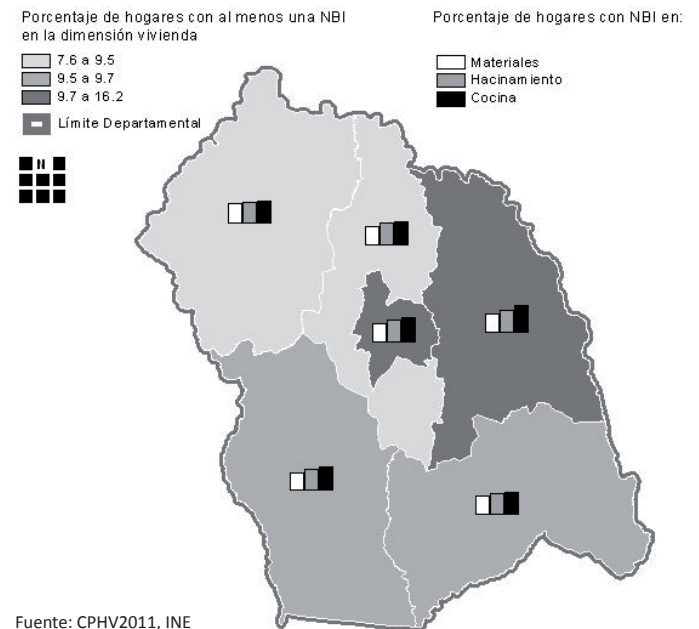 Porcentaje de hogares con al menos una NBI
en la dimensión vivienda
7.6 a 9.5
9.5 a 9.7
9.7 a 16.2
Límite Departamental
N
Porcentaje de hogares con NBI en:
Materiales
Hacinamiento
Cocina
Fuente: CPHV2011, INE